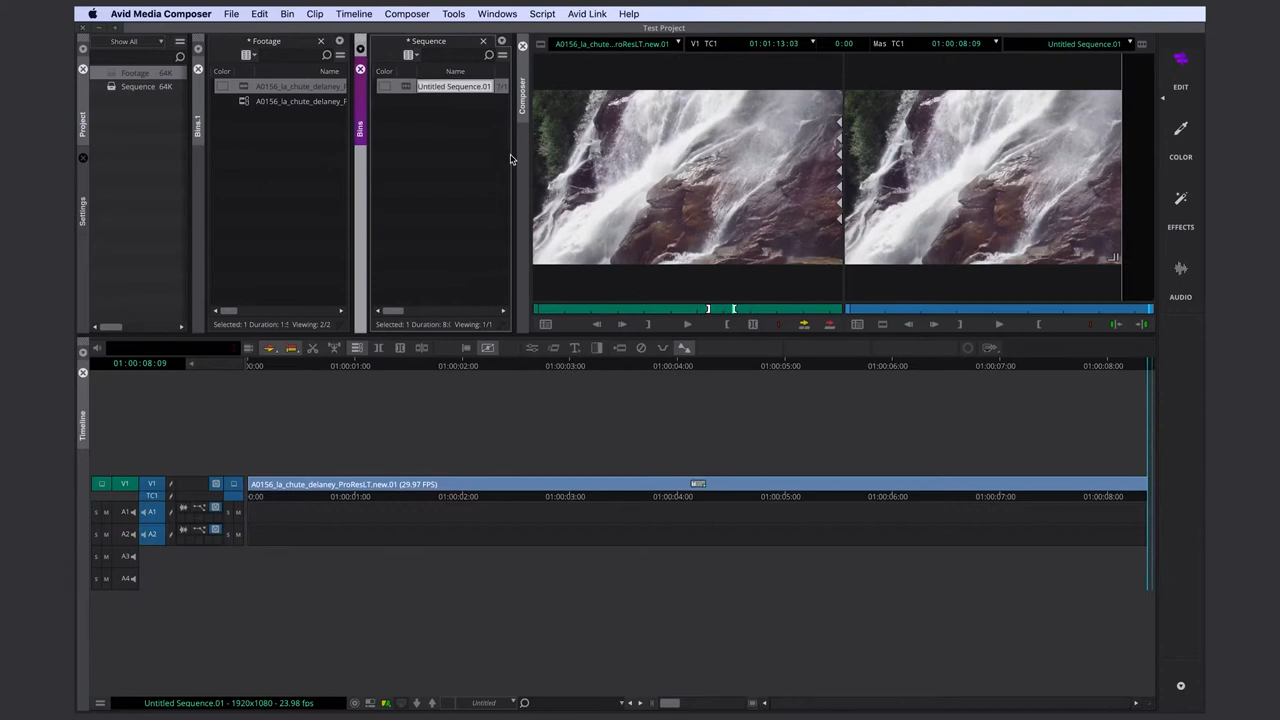 Avid Media Composer File Edit Bin Clip Timeline Composer Tools Windows Script Avid Link Help
Test Project
Show All
* Footage
* Sequence
A0156_la_chute...roResLT.new.01
V1 TC1
01:01:13:03
0:00
Mas TC1
01:00:08:09
Untitled Sequence.01
Color Name
Color Name
Footage 64K
Sequence 64K
A0156_la_chute_delaney_F
A0156_la_chute_delaney_F
Untitled Sequence.01
1/1
Project
Settings
Bins.1
Bins
Composer
EDIT
COLOR
EFFECTS
AUDIO
Selected: 1 Duration: 1:5 Viewing: 2/2
Selected: 1 Duration: 8:( Viewing: 1/1
01:00:08:09
00:00 01:00:01:00 01:00:02:00 01:00:03:00 01:00:04:00 01:00:05:00 01:00:06:00 01:00:07:00 01:00:08:00
Timeline
V1 V1 A0156_la_chute_delaney_ProResLT.new.01 (29.97 FPS)
TC1 00:00 01:00:01:00 01:00:02:00 01:00:03:00 01:00:04:00 01:00:05:00 01:00:06:00 01:00:07:00 01:00:08:00
S M A1 A1 S M
S M A2 A2 S M
S M A3
S M A4
Untitled Sequence.01 - 1920x1080 - 23.98 fps
Untitled